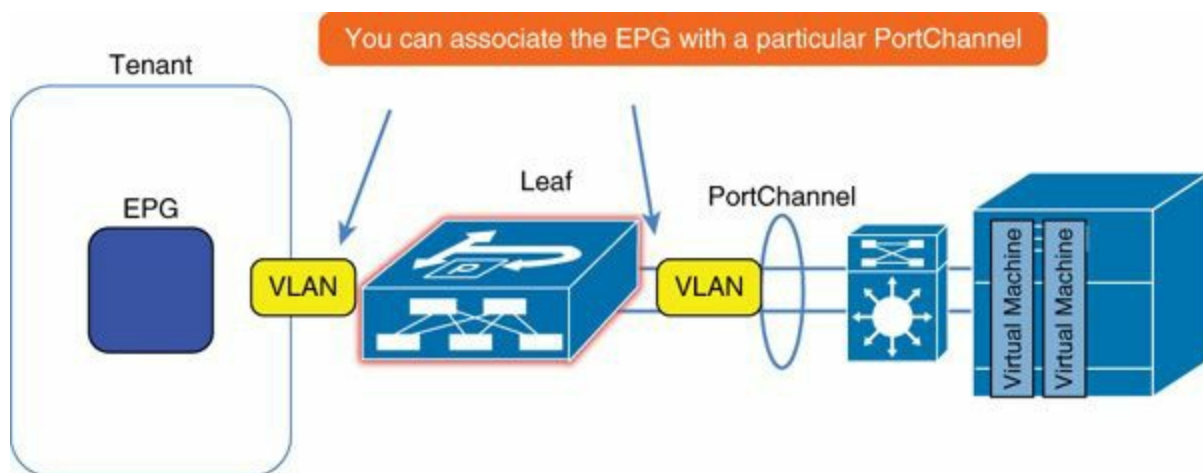 You can associate the EPG with a particular PortChannel
Tenant
EPG
VLAN
Leaf
P
VLAN
PortChannel
Virtual Machine
Virtual Machine